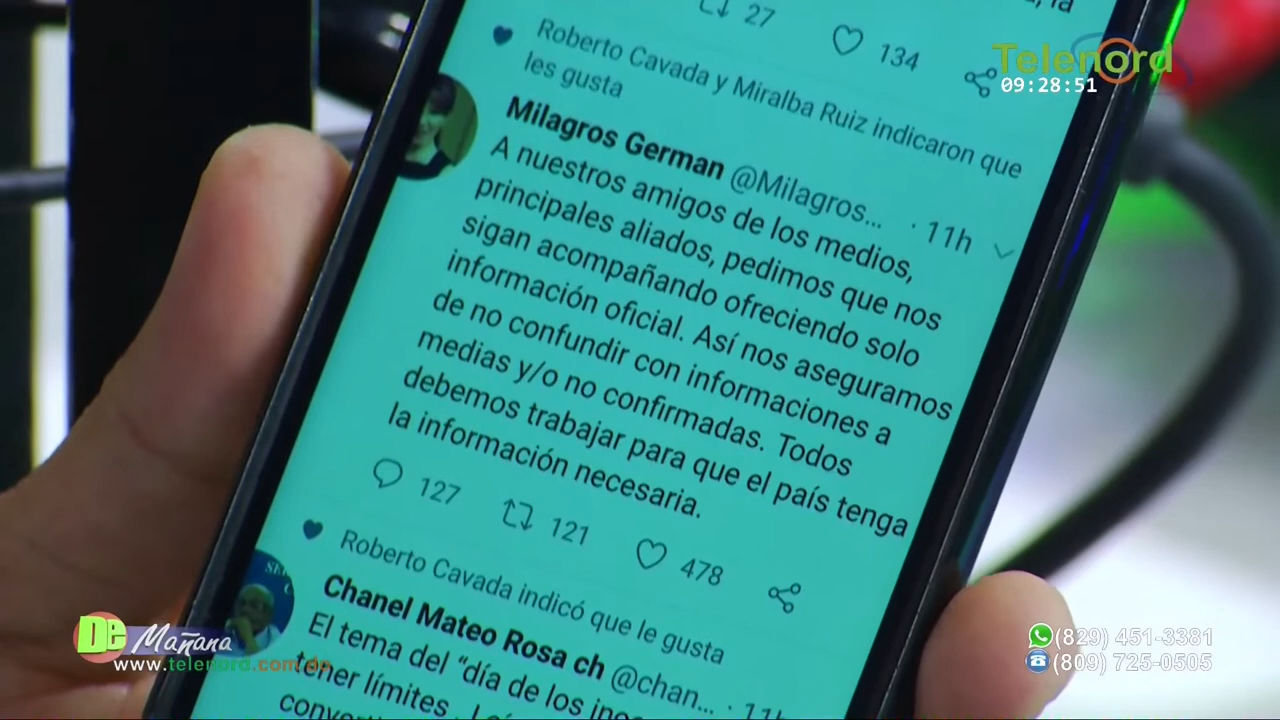 27
134
Telenord
09:28:51
Roberto Cavada y Miralba Ruiz indicaron que
les gusta
Milagros German @Milagros... · 11h
A nuestros amigos de los medios,
principales aliados, pedimos que nos
sigan acompañando ofreciendo solo
información oficial. Así nos aseguramos
de no confundir con informaciones a
medias y/o no confirmadas. Todos
debemos trabajar para que el país tenga
la información necesaria.
127
121
478
Roberto Cavada indicó que le gusta
Chanel Mateo Rosa ch @chan... · 11h
El tema del “día de los
tener límites .
De Mañana
www.telenord.com.do
(829) 451-3381
(809) 725-0505